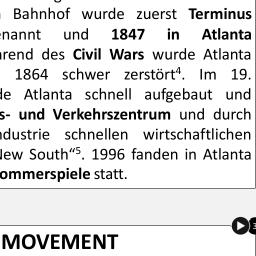 Bahnhof wurde zuerst Terminus
enannt und 1847 in Atlanta
hrend des Civil Wars wurde Atlanta
1864 schwer zerstört⁴. Im 19.
de Atlanta schnell aufgebaut und
s- und Verkehrszentrum und durch
ndustrie schnellen wirtschaftlichen
New South“⁵. 1996 fanden in Atlanta
ommerspiele statt.
MOVEMENT